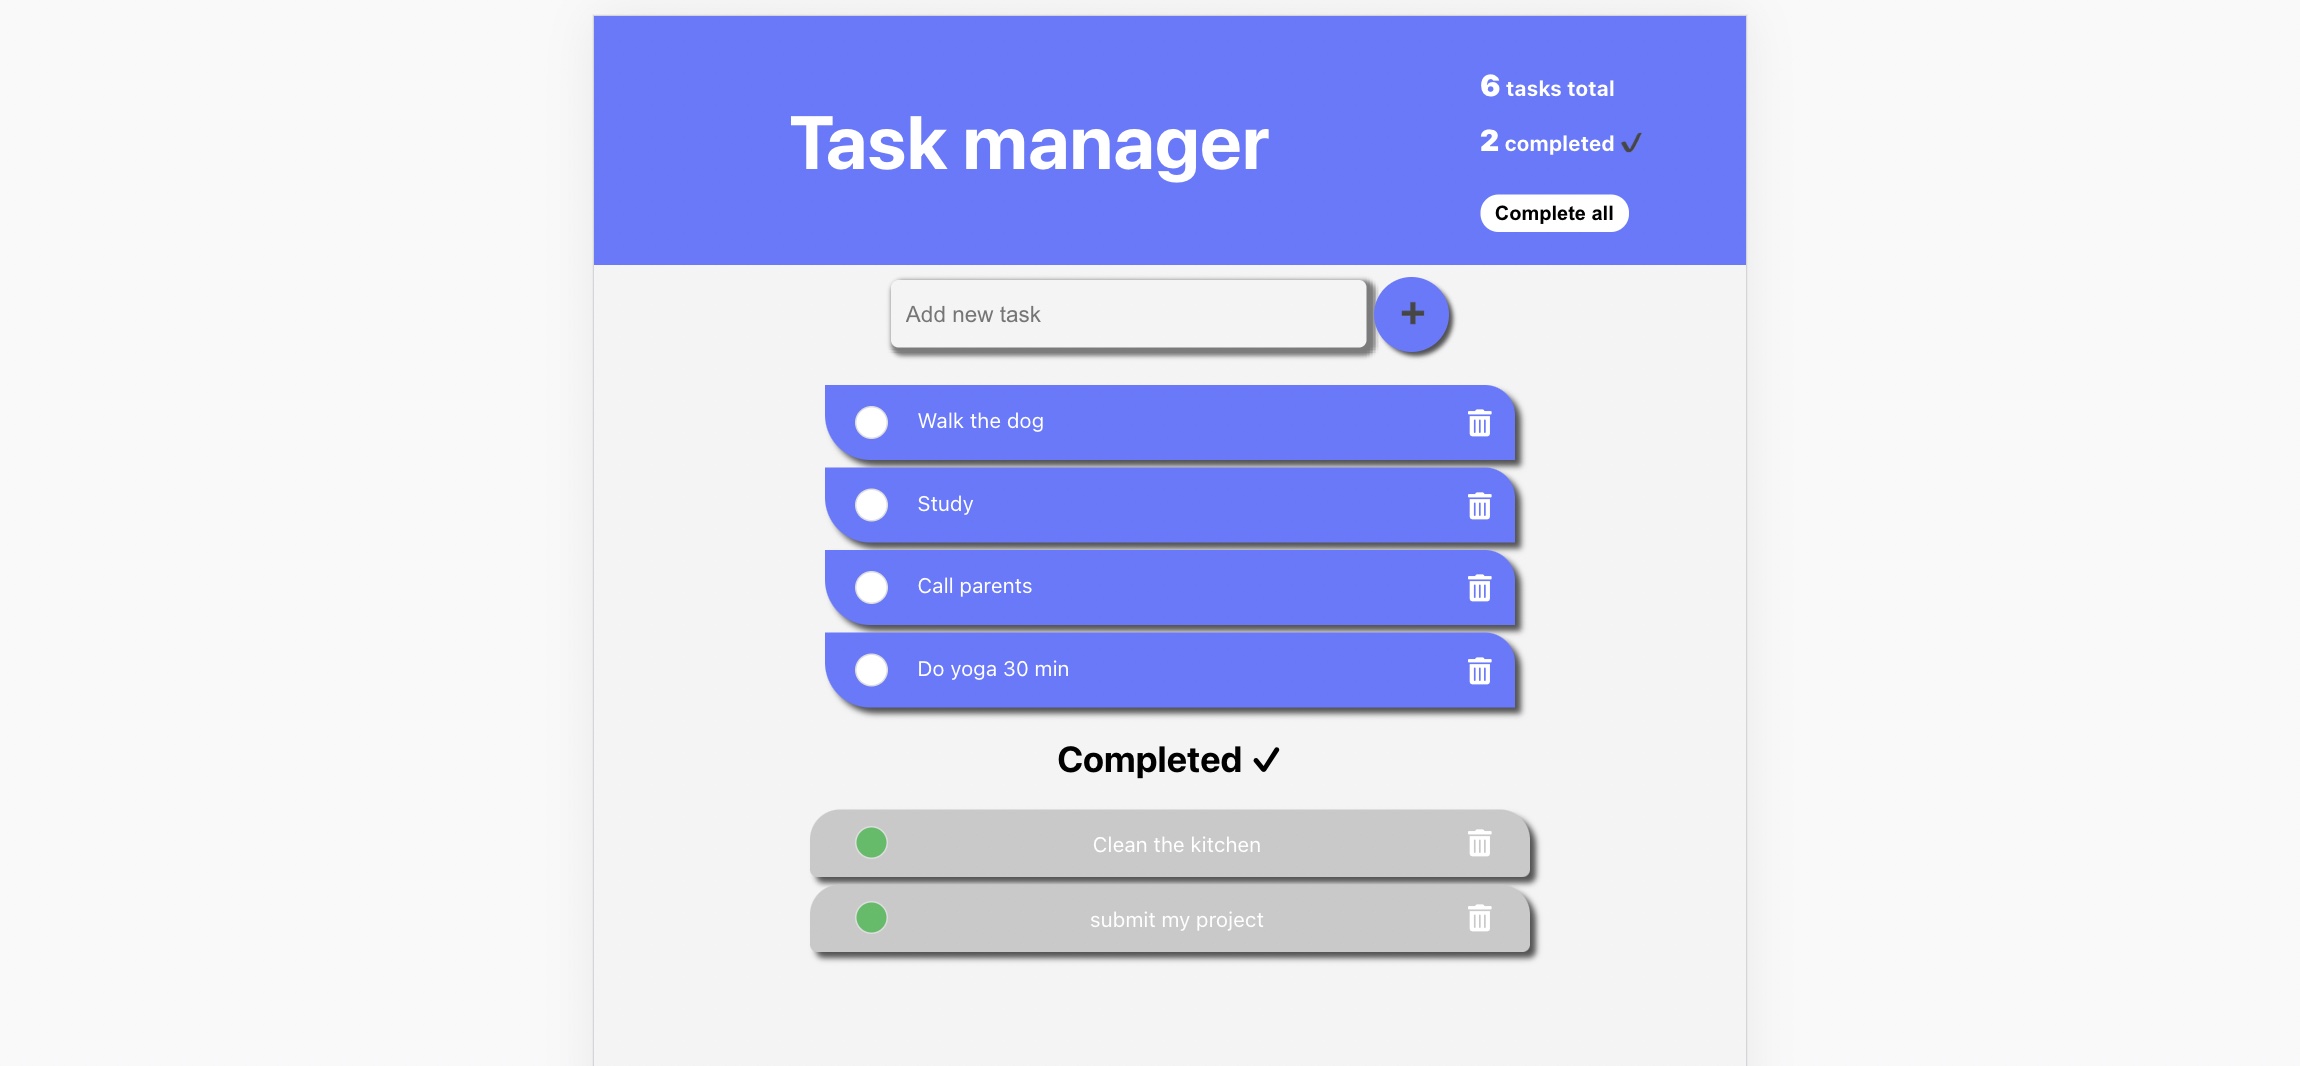 Task manager
6 tasks total
2 completed ✔
Complete all
Add new task
+
Walk the dog
Study
Call parents
Do yoga 30 min
Completed ✓
Clean the kitchen
submit my project